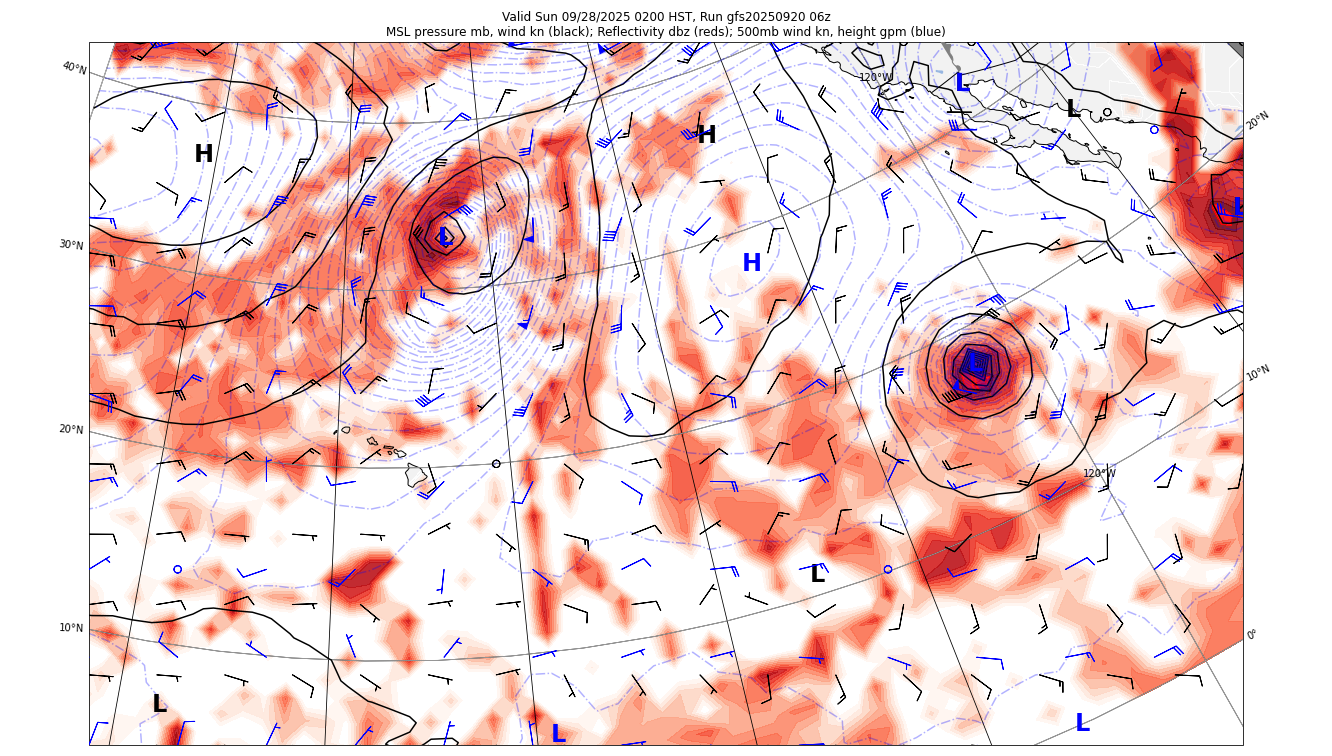 Valid Sun 09/28/2025 0200 HST, Run gfs20250920 06z
MSL pressure mb, wind kn (black); Reflectivity dbz (reds); 500mb wind kn, height gpm (blue)
40°N
120°W
L
L
20°N
H
H
L
L
30°N
H
10°N
20°N
120°W
L
10°N
0°
L
L
L